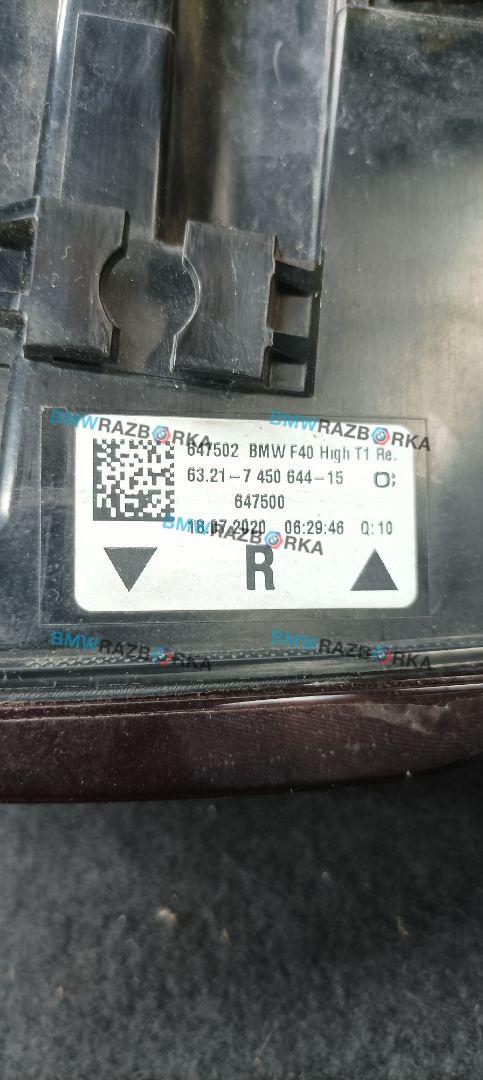 BMWRAZBORKA BMWRAZBORKA
647502 BMW F40 High T1 Re.
63.21-7 450 644-15
647500
18.07.2020 06:29:46 Q:10
BMWRAZBORKA
R
BMWRAZBORKA BMWRAZBORKA